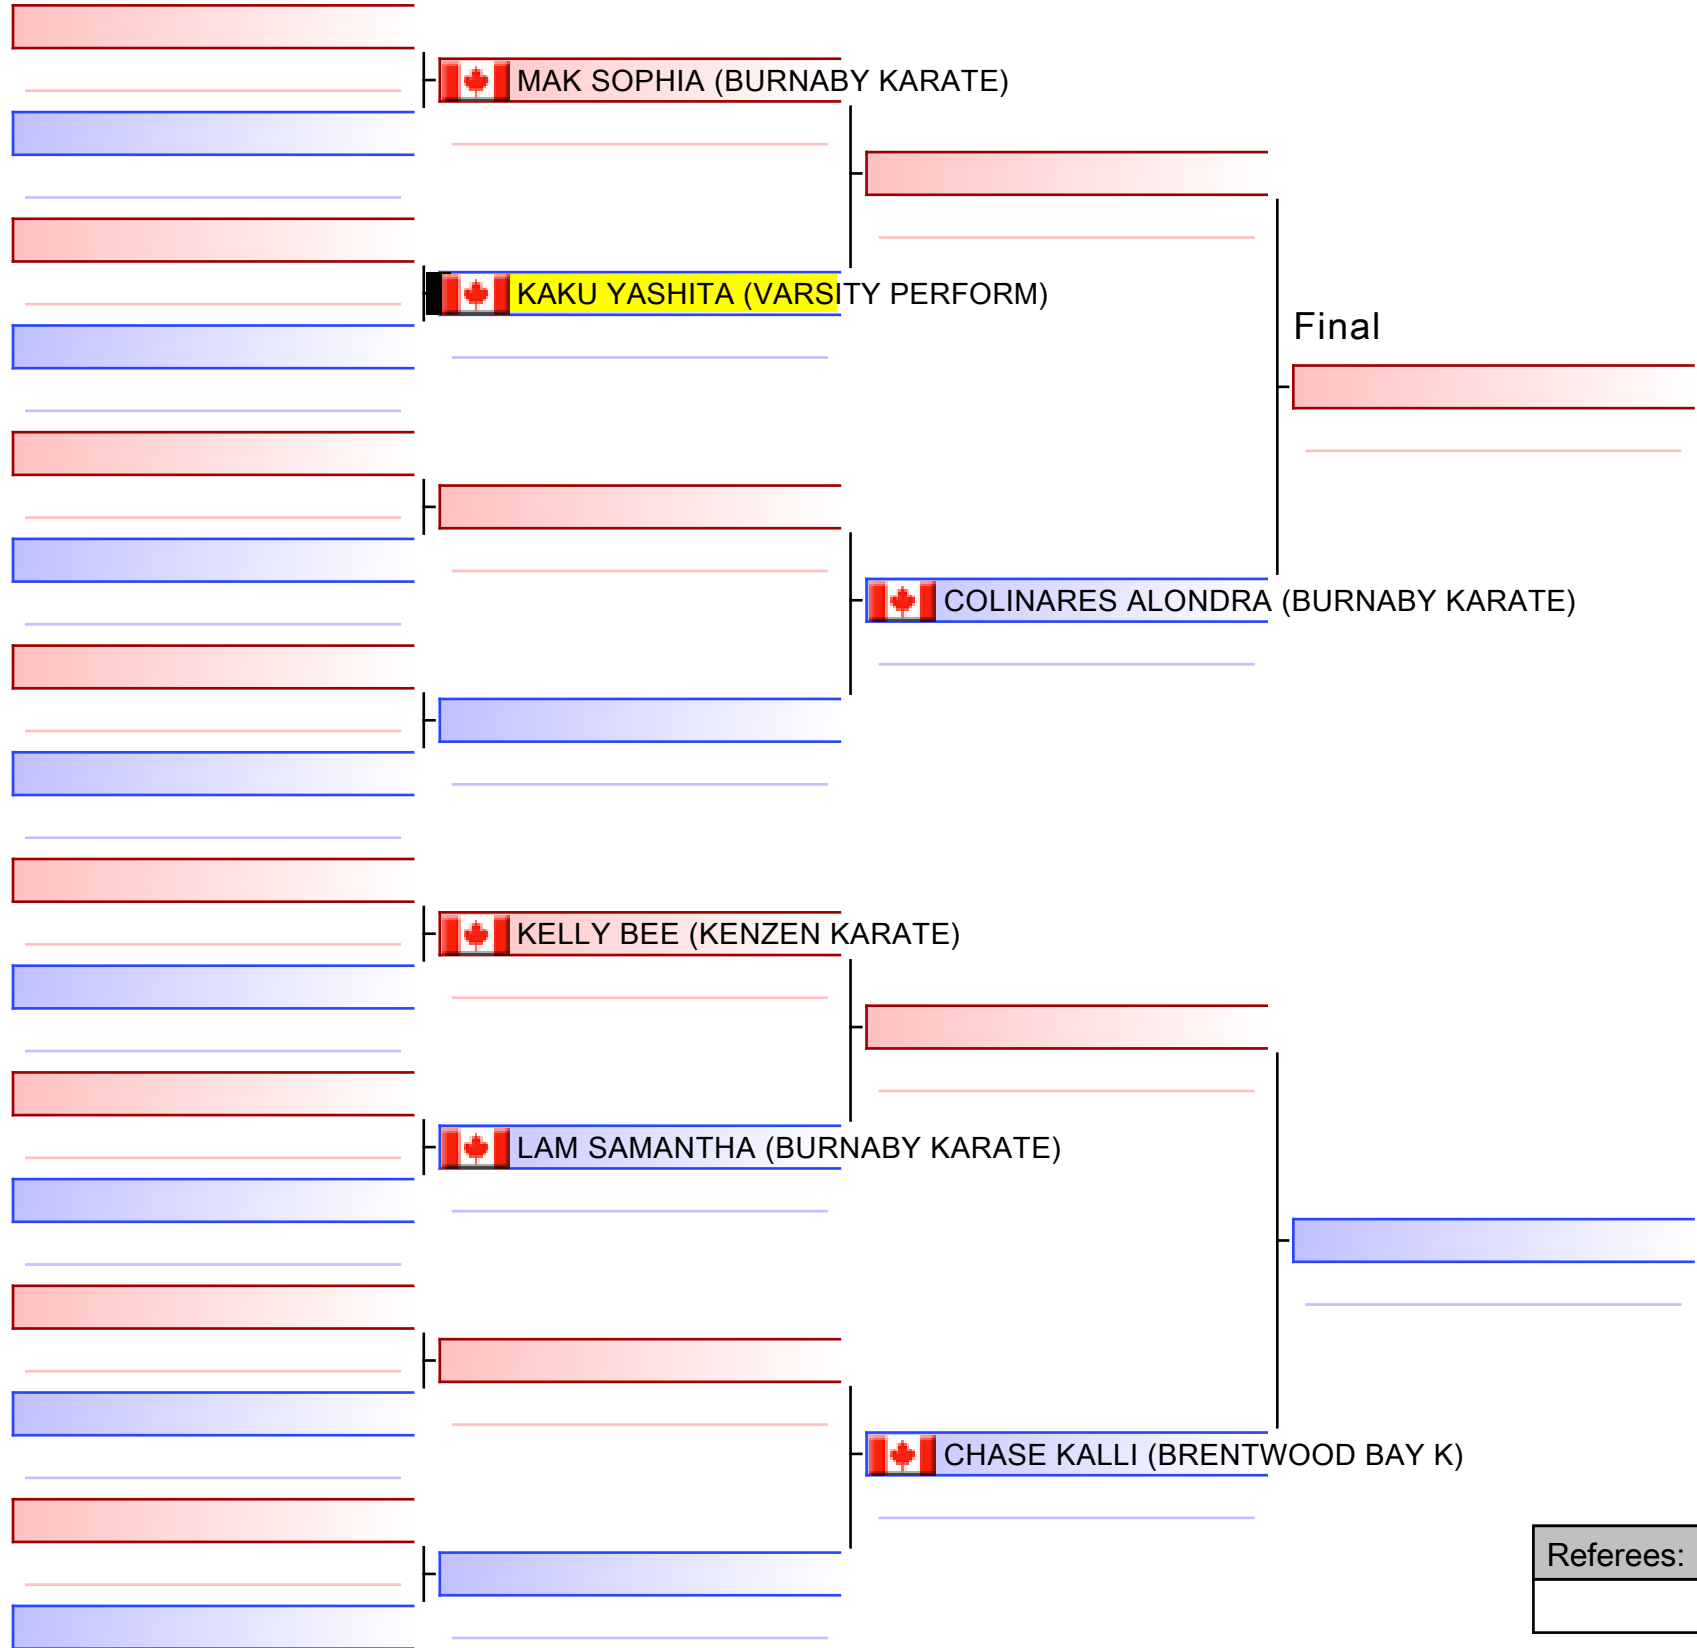 MAK SOPHIA (BURNABY KARATE)
KAKU YASHITA (VARSITY PERFORM)
Final
COLINARES ALONDRA (BURNABY KARATE)
KELLY BEE (KENZEN KARATE)
LAM SAMANTHA (BURNABY KARATE)
CHASE KALLI (BRENTWOOD BAY K)
Referees: